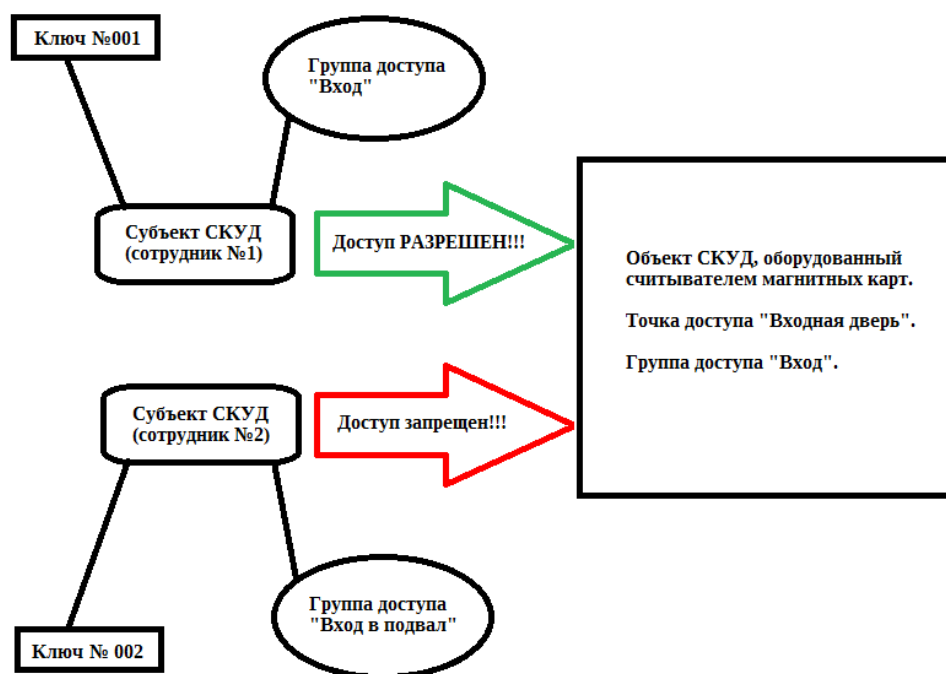 Ключ №001
Группа доступа
"Вход"
Субъект СКУД
(сотрудник №1)
Доступ РАЗРЕШЕН!!!
Объект СКУД, оборудованный
считывателем магнитных карт.
Точка доступа "Входная дверь".
Группа доступа "Вход".
Субъект СКУД
(сотрудник №2)
Доступ запрещен!!!
Группа доступа
"Вход в подвал"
Ключ № 002